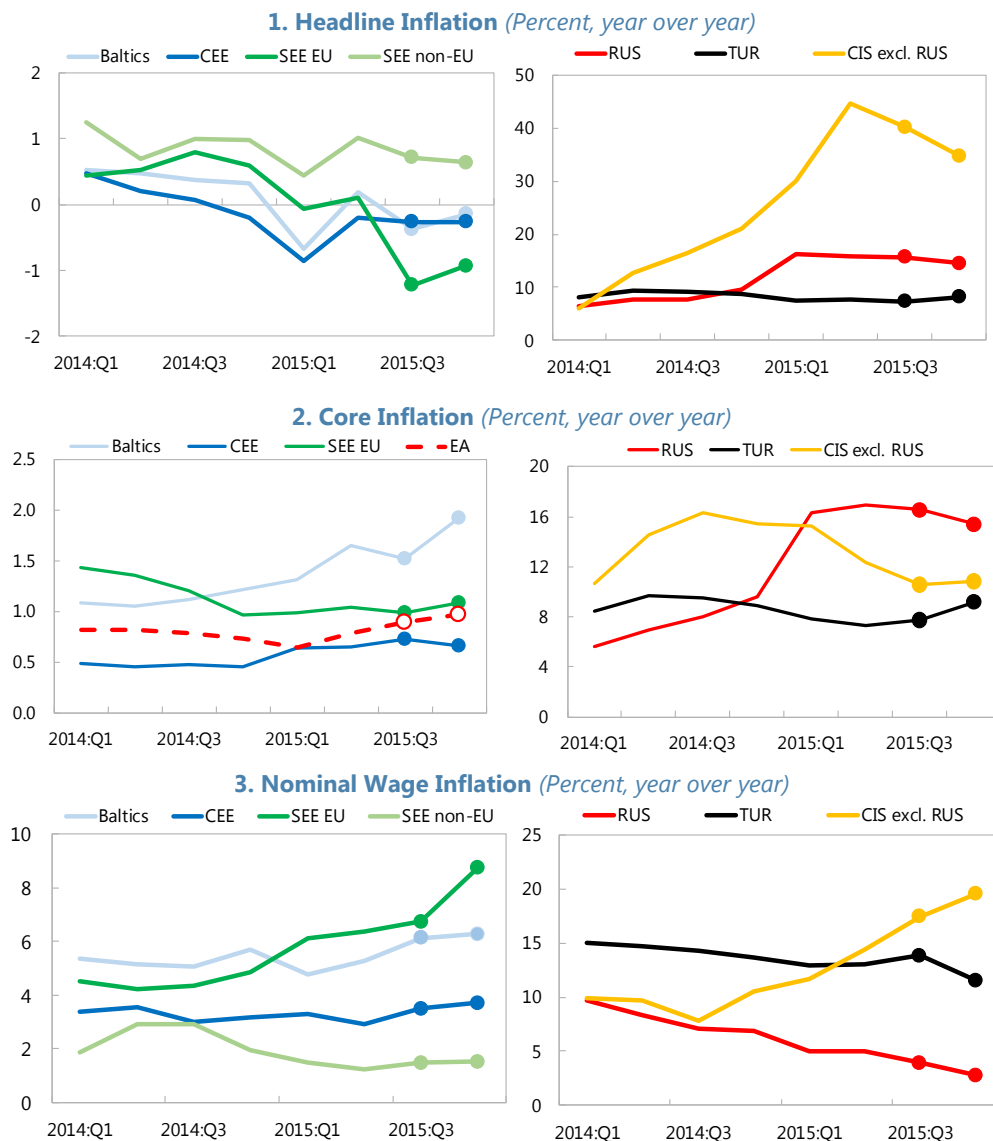 1. Headline Inflation (Percent, year over year)
Baltics CEE SEE EU SEE non-EU
2
1
0
-1
-2
2014:Q1 2014:Q3 2015:Q1 2015:Q3
RUS TUR CIS excl. RUS
50
40
30
20
10
0
2014:Q1 2014:Q3 2015:Q1 2015:Q3
2. Core Inflation (Percent, year over year)
Baltics CEE SEE EU EA
2.5
2.0
1.5
1.0
0.5
0.0
2014:Q1 2014:Q3 2015:Q1 2015:Q3
RUS TUR CIS excl. RUS
20
16
12
8
4
0
2014:Q1 2014:Q3 2015:Q1 2015:Q3
3. Nominal Wage Inflation (Percent, year over year)
Baltics CEE SEE EU SEE non-EU
10
8
6
4
2
0
2014:Q1 2014:Q3 2015:Q1 2015:Q3
RUS TUR CIS excl. RUS
25
20
15
10
5
0
2014:Q1 2014:Q3 2015:Q1 2015:Q3